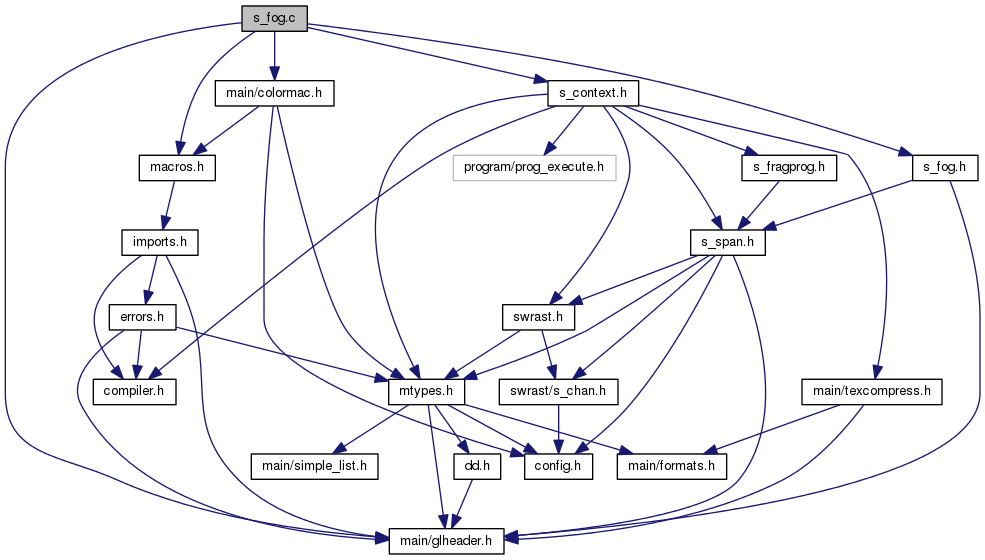 s_fog.c
main/colormac.h
s_context.h
macros.h
program/prog_execute.h
s_fragprog.h
s_fog.h
imports.h
s_span.h
errors.h
swrast.h
compiler.h
mtypes.h
swrast/s_chan.h
main/texcompress.h
main/simple_list.h
dd.h
config.h
main/formats.h
main/glheader.h